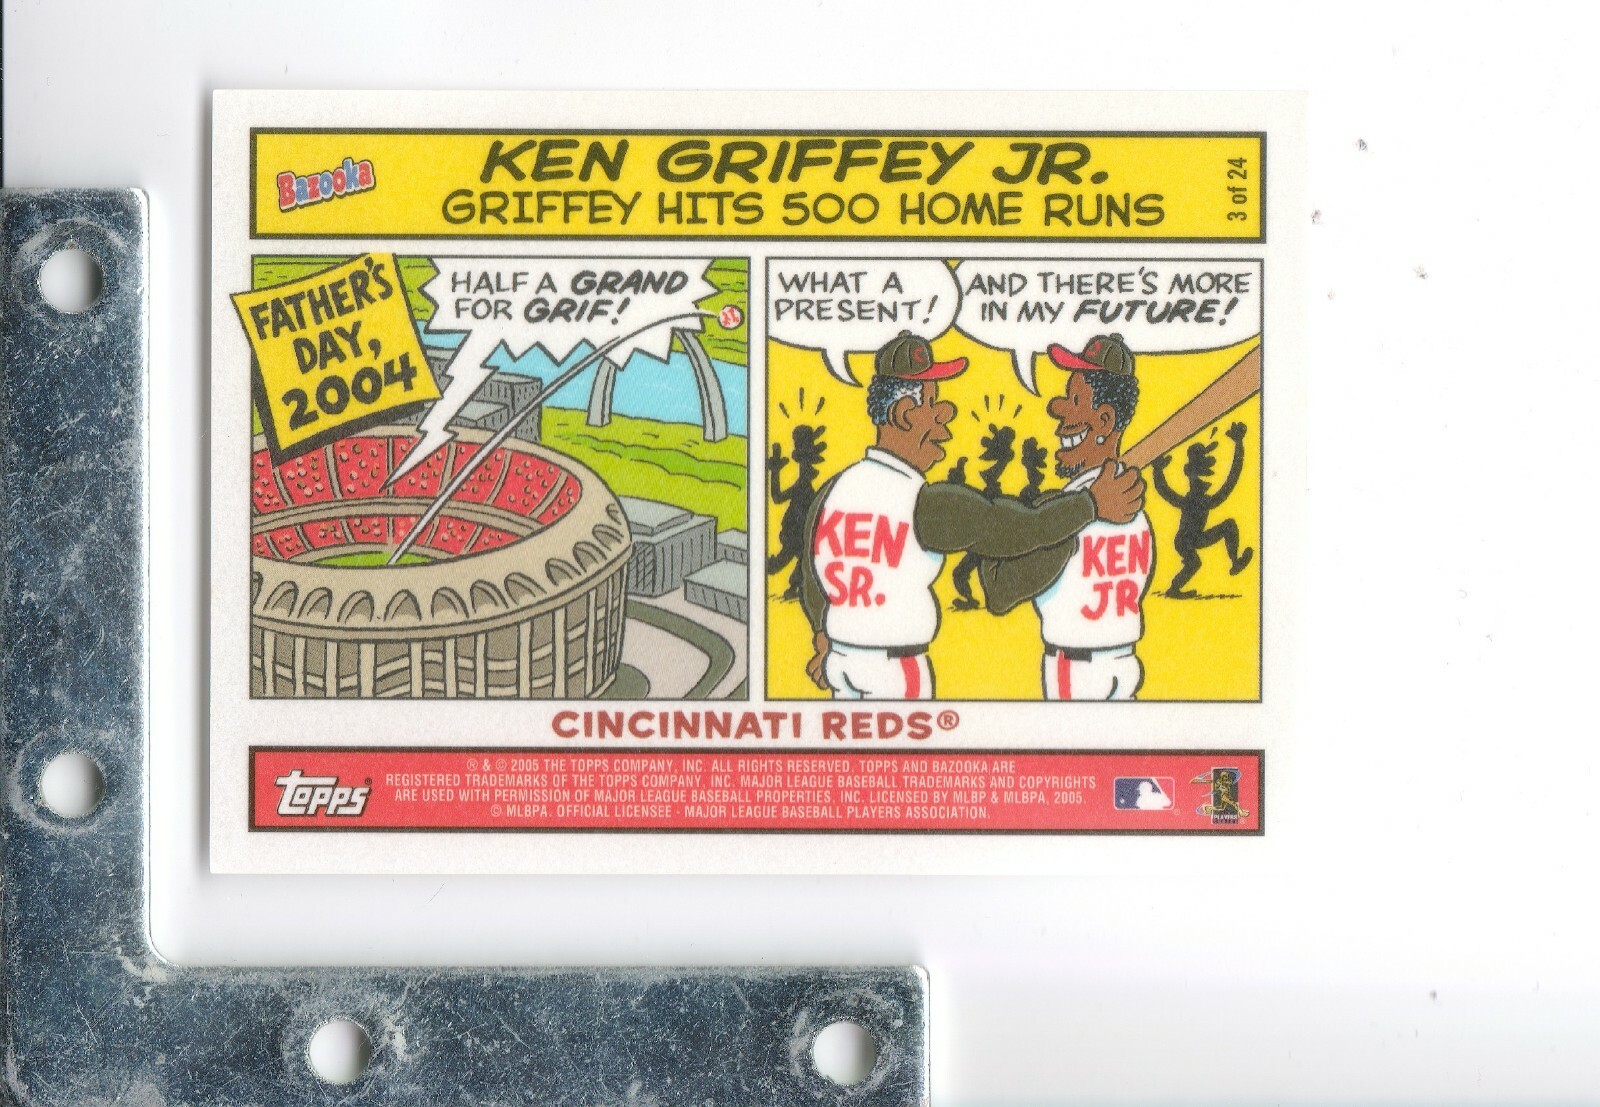 Bazooka
KEN GRIFFEY JR.
GRIFFEY HITS 500 HOME RUNS
3 of 24
FATHER'S
DAY,
2004
HALF A GRAND
FOR GRIF!
WHAT A
PRESENT!
AND THERE'S MORE
IN MY FUTURE!
C
KEN
SR.
KEN
JR
CINCINNATI REDS®
Topps®
® & © 2005 THE TOPPS COMPANY, INC. ALL RIGHTS RESERVED. TOPPS AND BAZOOKA ARE
REGISTERED TRADEMARKS OF THE TOPPS COMPANY, INC. MAJOR LEAGUE BASEBALL TRADEMARKS AND COPYRIGHTS
ARE USED WITH PERMISSION OF MAJOR LEAGUE BASEBALL PROPERTIES, INC. LICENSED BY MLBP & MLBPA, 2005.
© MLBPA. OFFICIAL LICENSEE - MAJOR LEAGUE BASEBALL PLAYERS ASSOCIATION.
PLAYERS